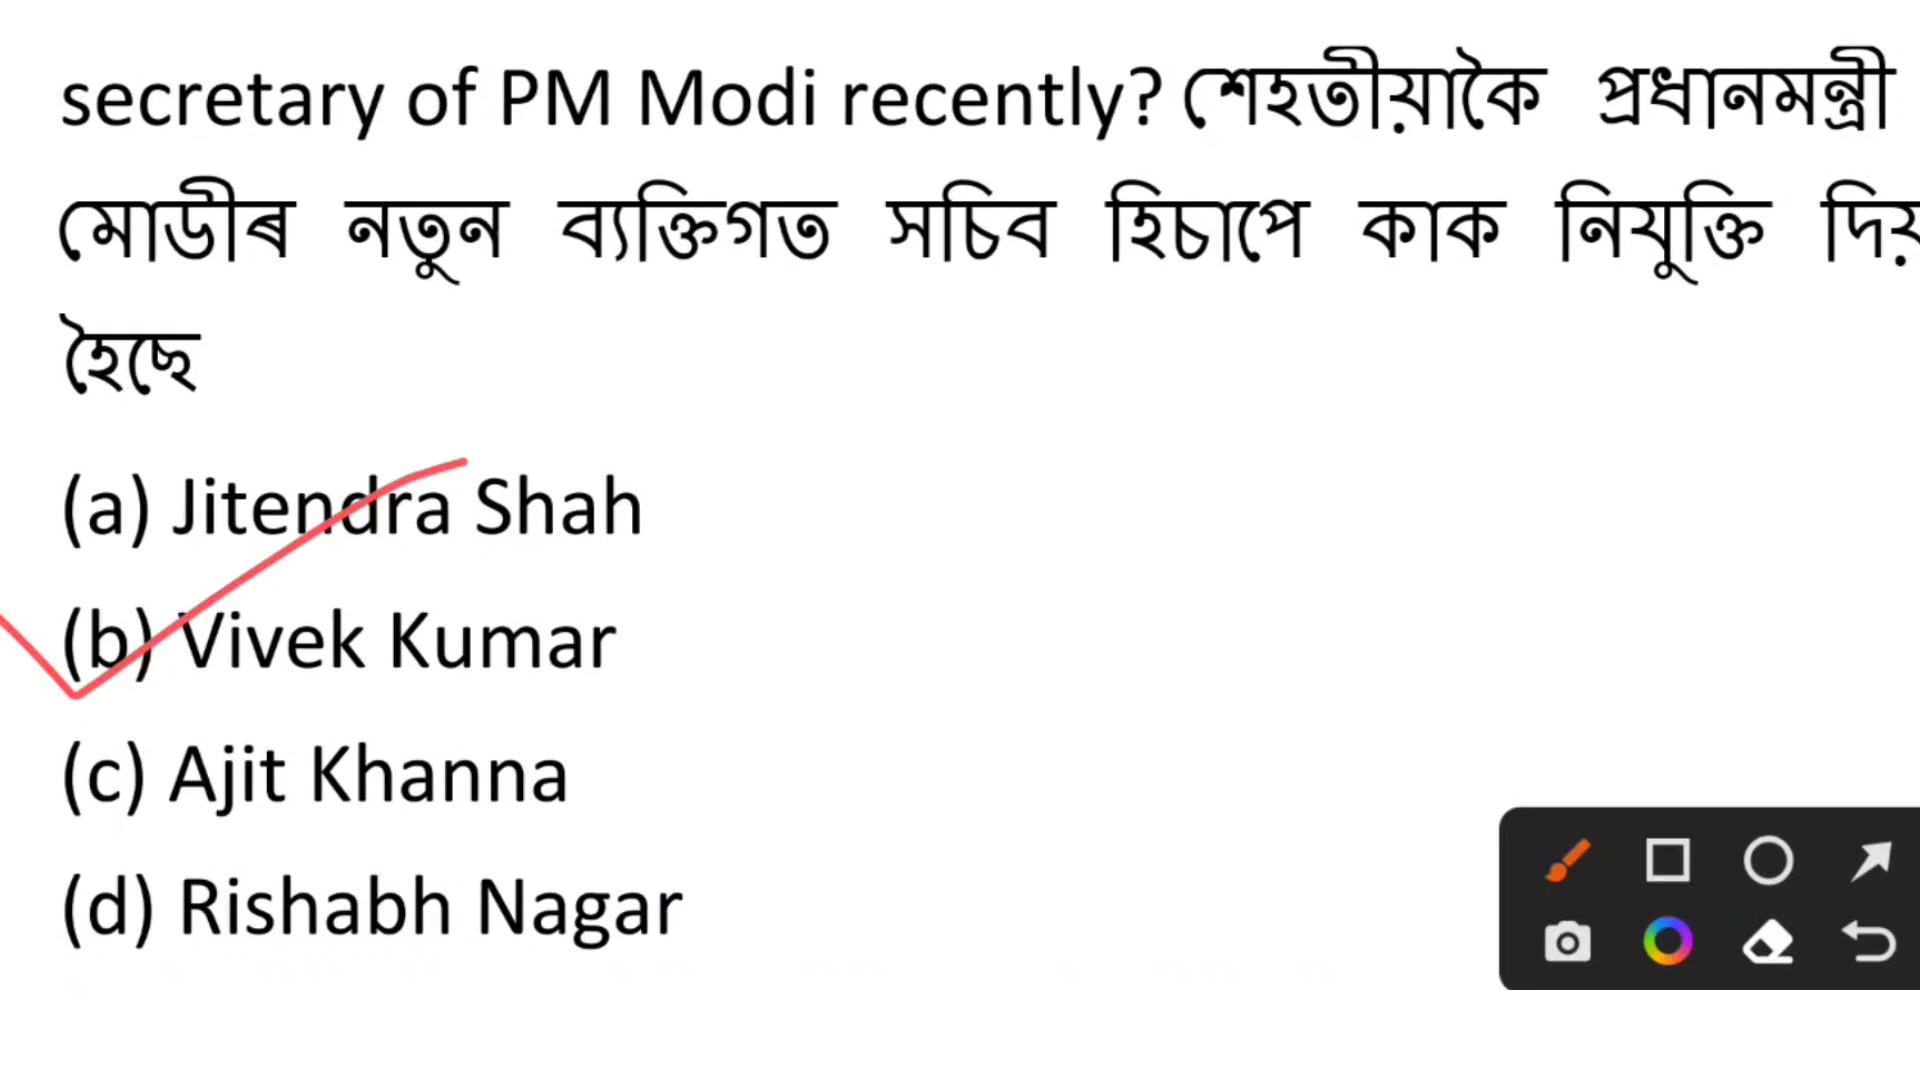 secretary of PM Modi recently? শেহতীয়াকৈ প্ৰধানমন্ত্ৰী
মোডীৰ নতুন ব্যক্তিগত সচিব হিচাপে কাক নিযুক্তি দিয়
হৈছে
(a) Jitendra Shah
(b) Vivek Kumar
(c) Ajit Khanna
(d) Rishabh Nagar